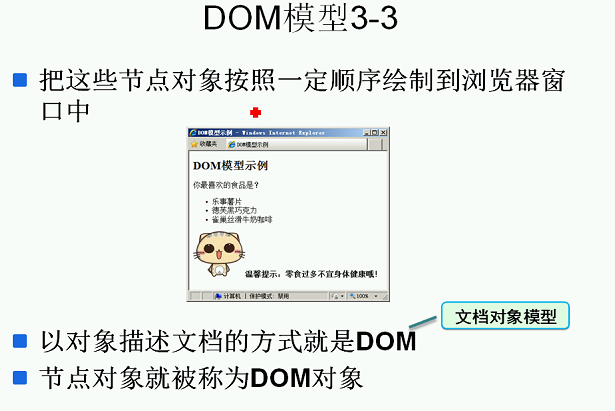 DOM模型3-3
把这些节点对象按照一定顺序绘制到浏览器窗
口中
DOM模型示例 - Windows Internet Explorer
收藏夹
DOM模型示例
DOM模型示例
你最喜欢的食品是？
乐事薯片
德芙黑巧克力
雀巢丝滑牛奶咖啡
温馨提示：零食过多不宜身体健康哦!
计算机 | 保护模式: 禁用
100%
文档对象模型
以对象描述文档的方式就是DOM
节点对象就被称为DOM对象